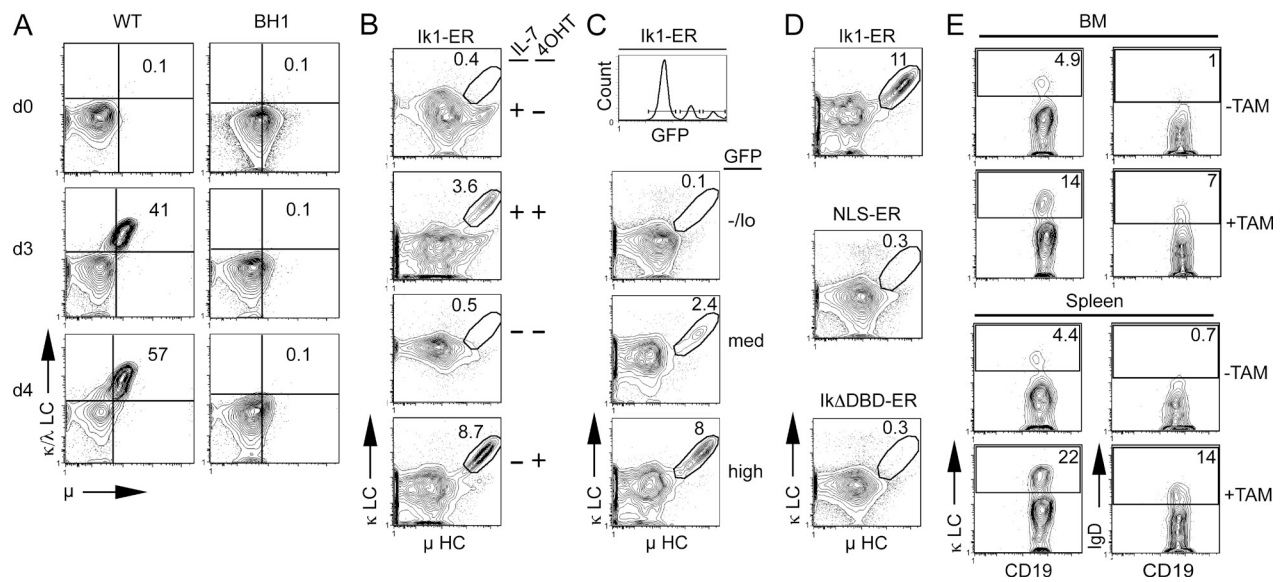 A
WT
BH1
d0
0.1
0.1
d3
41
0.1
d4
57
0.1
κ/λ LC
μ
B
Ik1-ER
IL-7
4OHT
0.4
+ −
3.6
+ +
0.5
− −
8.7
− +
κ LC
μ HC
C
Ik1-ER
Count
GFP
GFP
0.1
-/lo
2.4
med
8
high
κ LC
μ HC
D
Ik1-ER
11
NLS-ER
0.3
IkΔDBD-ER
0.3
κ LC
μ HC
E
BM
4.9
1
-TAM
14
7
+TAM
Spleen
4.4
0.7
-TAM
22
14
+TAM
κ LC
IgD
CD19
CD19